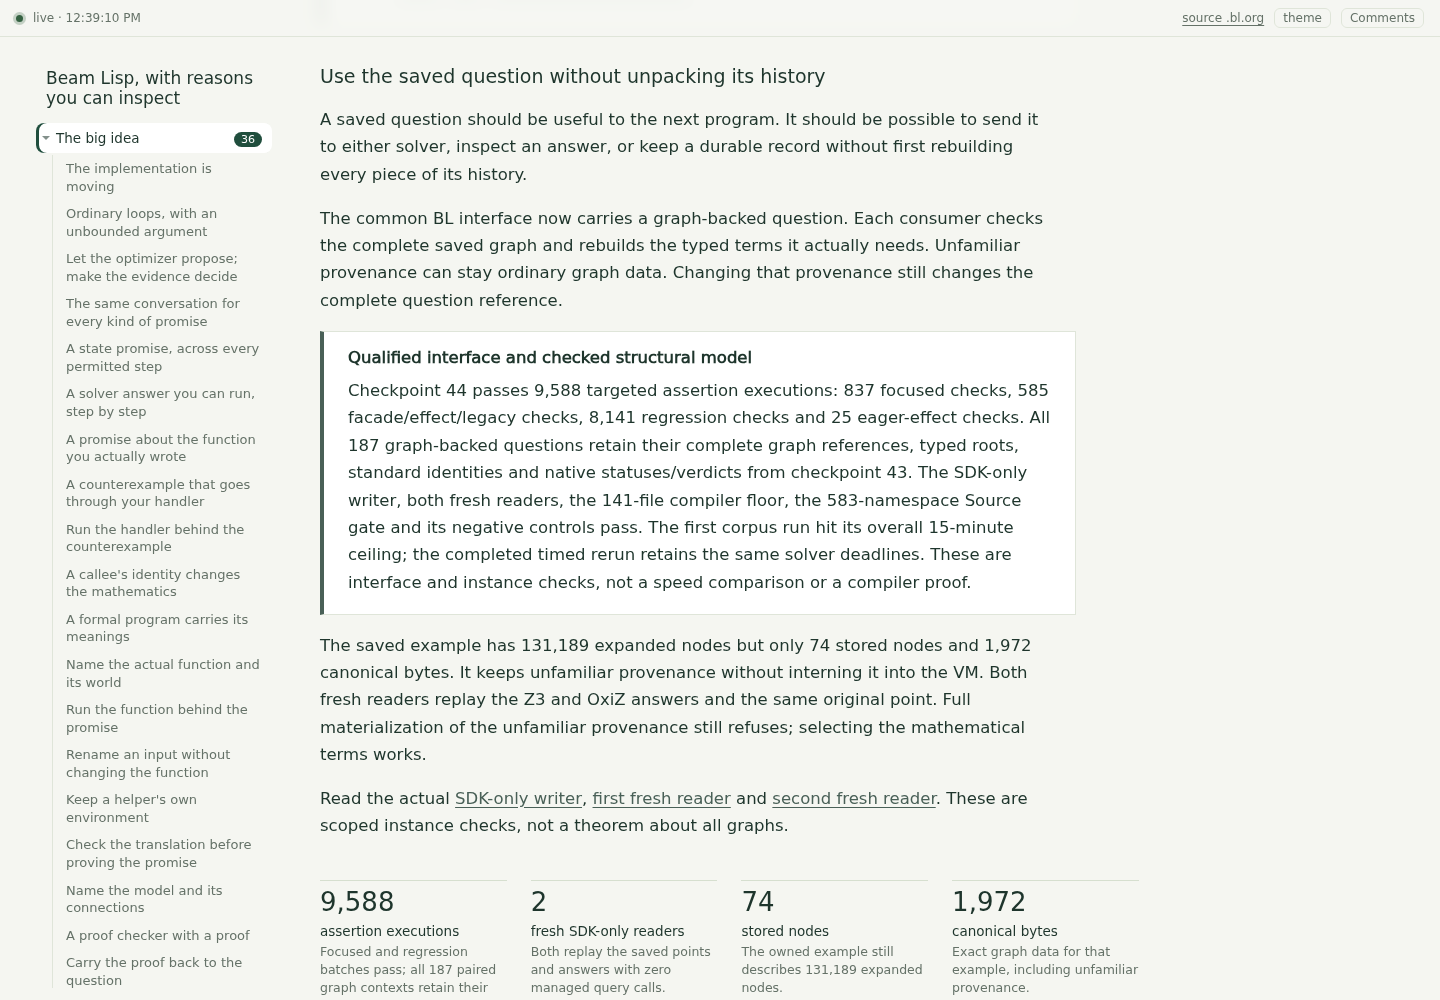 live · 12:39:10 PM
source .bl.org
theme
Comments
Beam Lisp, with reasons
you can inspect
The big idea
36
The implementation is
moving
Ordinary loops, with an
unbounded argument
Let the optimizer propose;
make the evidence decide
The same conversation for
every kind of promise
A state promise, across every
permitted step
A solver answer you can run,
step by step
A promise about the function
you actually wrote
A counterexample that goes
through your handler
Run the handler behind the
counterexample
A callee's identity changes
the mathematics
A formal program carries its
meanings
Name the actual function and
its world
Run the function behind the
promise
Rename an input without
changing the function
Keep a helper's own
environment
Check the translation before
proving the promise
Name the model and its
connections
A proof checker with a proof
Carry the proof back to the
question
Use the saved question without unpacking its history
A saved question should be useful to the next program. It should be possible to send it
to either solver, inspect an answer, or keep a durable record without first rebuilding
every piece of its history.
The common BL interface now carries a graph-backed question. Each consumer checks
the complete saved graph and rebuilds the typed terms it actually needs. Unfamiliar
provenance can stay ordinary graph data. Changing that provenance still changes the
complete question reference.
Qualified interface and checked structural model
Checkpoint 44 passes 9,588 targeted assertion executions: 837 focused checks, 585
facade/effect/legacy checks, 8,141 regression checks and 25 eager-effect checks. All
187 graph-backed questions retain their complete graph references, typed roots,
standard identities and native statuses/verdicts from checkpoint 43. The SDK-only
writer, both fresh readers, the 141-file compiler floor, the 583-namespace Source
gate and its negative controls pass. The first corpus run hit its overall 15-minute
ceiling; the completed timed rerun retains the same solver deadlines. These are
interface and instance checks, not a speed comparison or a compiler proof.
The saved example has 131,189 expanded nodes but only 74 stored nodes and 1,972
canonical bytes. It keeps unfamiliar provenance without interning it into the VM. Both
fresh readers replay the Z3 and OxiZ answers and the same original point. Full
materialization of the unfamiliar provenance still refuses; selecting the mathematical
terms works.
Read the actual SDK-only writer, first fresh reader and second fresh reader. These are
scoped instance checks, not a theorem about all graphs.
9,588
assertion executions
Focused and regression
batches pass; all 187 paired
graph contexts retain their
2
fresh SDK-only readers
Both replay the saved points
and answers with zero
managed query calls.
74
stored nodes
The owned example still
describes 131,189 expanded
nodes.
1,972
canonical bytes
Exact graph data for that
example, including unfamiliar
provenance.